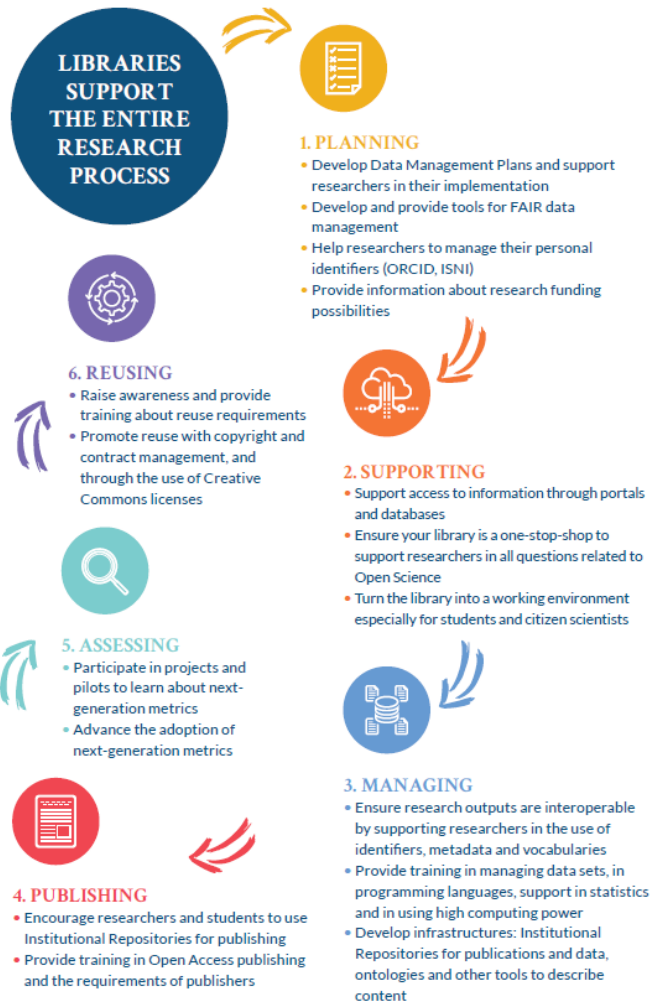 LIBRARIES
SUPPORT
THE ENTIRE
RESEARCH
PROCESS
1. PLANNING
• Develop Data Management Plans and support
researchers in their implementation
• Develop and provide tools for FAIR data
management
• Help researchers to manage their personal
identifiers (ORCID, ISNI)
• Provide information about research funding
possibilities
2. SUPPORTING
• Support access to information through portals
and databases
• Ensure your library is a one-stop-shop to
support researchers in all questions related to
Open Science
• Turn the library into a working environment
especially for students and citizen scientists
3. MANAGING
• Ensure research outputs are interoperable
by supporting researchers in the use of
identifiers, metadata and vocabularies
• Provide training in managing data sets, in
programming languages, support in statistics
and in using high computing power
• Develop infrastructures: Institutional
Repositories for publications and data,
ontologies and other tools to describe
content
4. PUBLISHING
• Encourage researchers and students to use
Institutional Repositories for publishing
• Provide training in Open Access publishing
and the requirements of publishers
5. ASSESSING
• Participate in projects and
pilots to learn about next-
generation metrics
• Advance the adoption of
next-generation metrics
6. REUSING
• Raise awareness and provide
training about reuse requirements
• Promote reuse with copyright and
contract management, and
through the use of Creative
Commons licenses